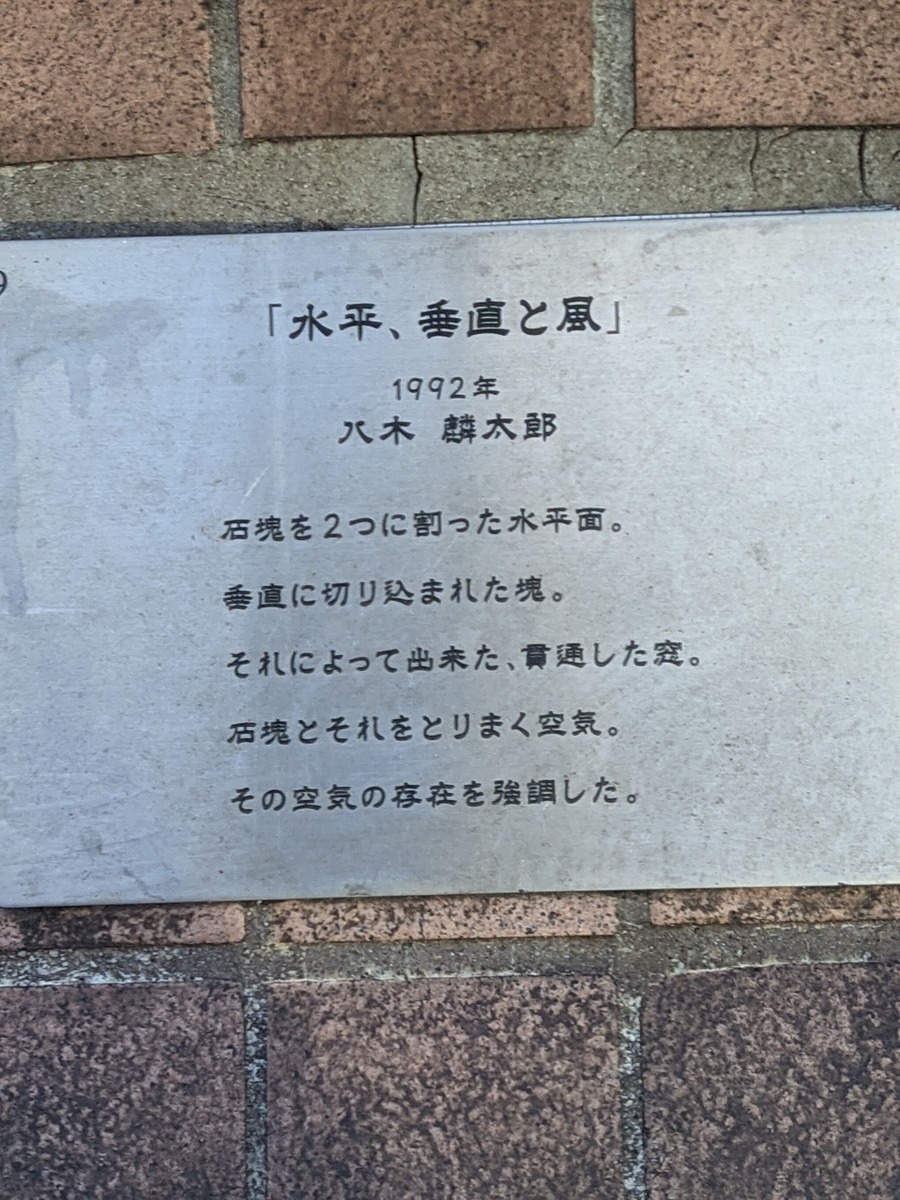 9
「水平、垂直と風」
1992年
八木 麟太郎
石塊を2つに割った水平面。
垂直に切り込まれた塊。
それによって出来た、貫通した窓。
石塊とそれをとりまく空気。
その空気の存在を強調した。